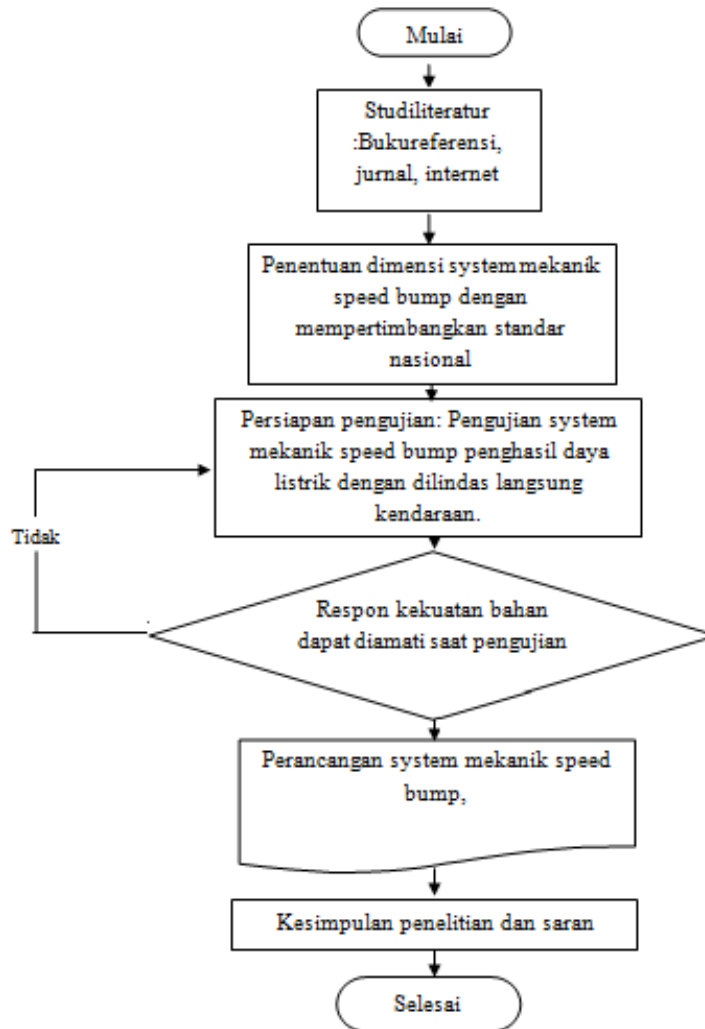 Mulai
Studiliteratur
:Bukureferensi,
jurnal, internet
Penentuan dimensi system mekanik
speed bump dengan
mempertimbangkan standar
nasional
Persiapan pengujian: Pengujian system
mekanik speed bump penghasil daya
listrik dengan dilindas langsung
kendaraan.
Tidak
Respon kekuatan bahan
dapat diamati saat pengujian
Perancangan system mekanik speed
bump,
Kesimpulan penelitian dan saran
Selesai